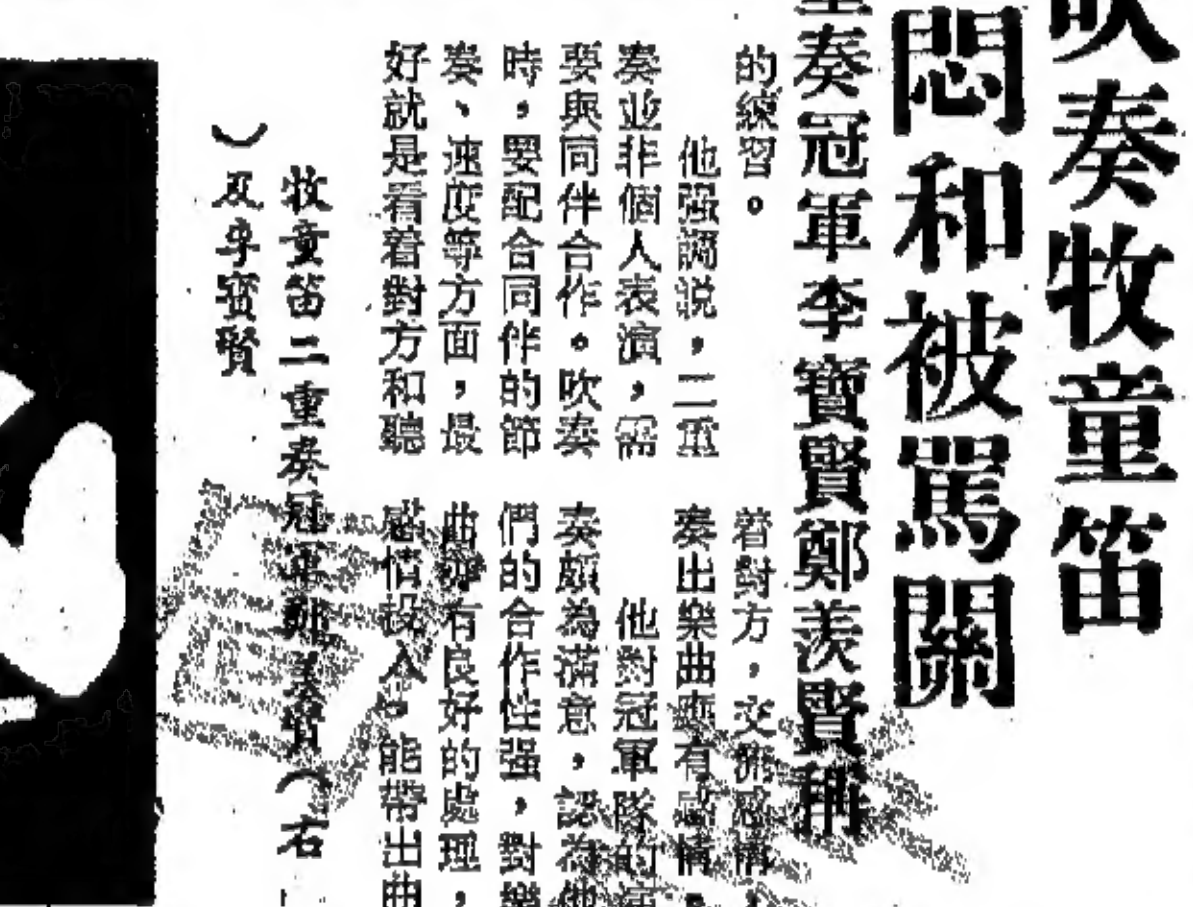 吹奏牧童笛
悶和被罵關
重奏冠軍李寶賢鄭羨賢稱
的練習。
他强調説，二重
奏並非個人表演，需
要與同伴合作。吹奏
時，要配合同伴的節
奏、速度等方面，最
好就是看着對方和聽
着對方，交流感情，
奏出樂曲應有感情。
他對冠軍隊的演
奏頗為滿意，認為他
們的合作性强，對樂
曲亦有良好的處理，
感情投入，能帶出曲
牧童笛二重奏冠軍鄭羨賢（右
）及李寶賢